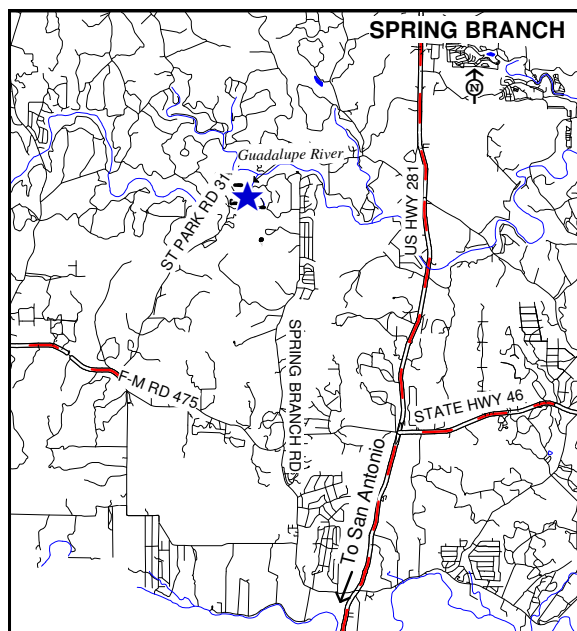 SPRING BRANCH
N
Guadalupe River
ST PARK RD 31
US HWY 281
SPRING BRANCH RD
F-M RD 475
STATE HWY 46
To San Antonio